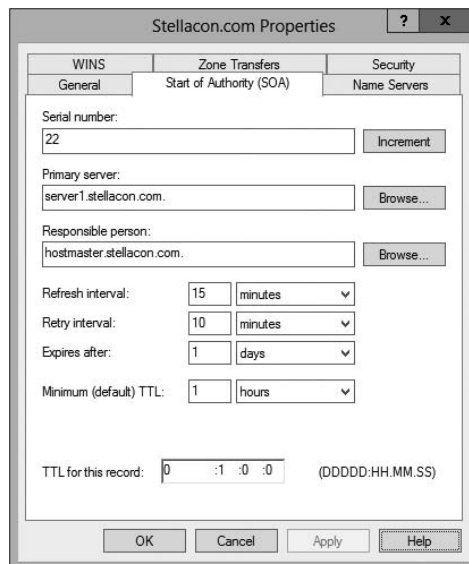 Stellacon.com Properties
? x
WINS Zone Transfers Security
General Start of Authority (SOA) Name Servers
Serial number:
22 Increment
Primary server:
server1.stellacon.com. Browse...
Responsible person:
hostmaster.stellacon.com. Browse...
Refresh interval: 15 minutes
Retry interval: 10 minutes
Expires after: 1 days
Minimum (default) TTL: 1 hours
TTL for this record: 0 :1 :0 :0 (DDDDD:HH.MM.SS)
OK Cancel Apply Help